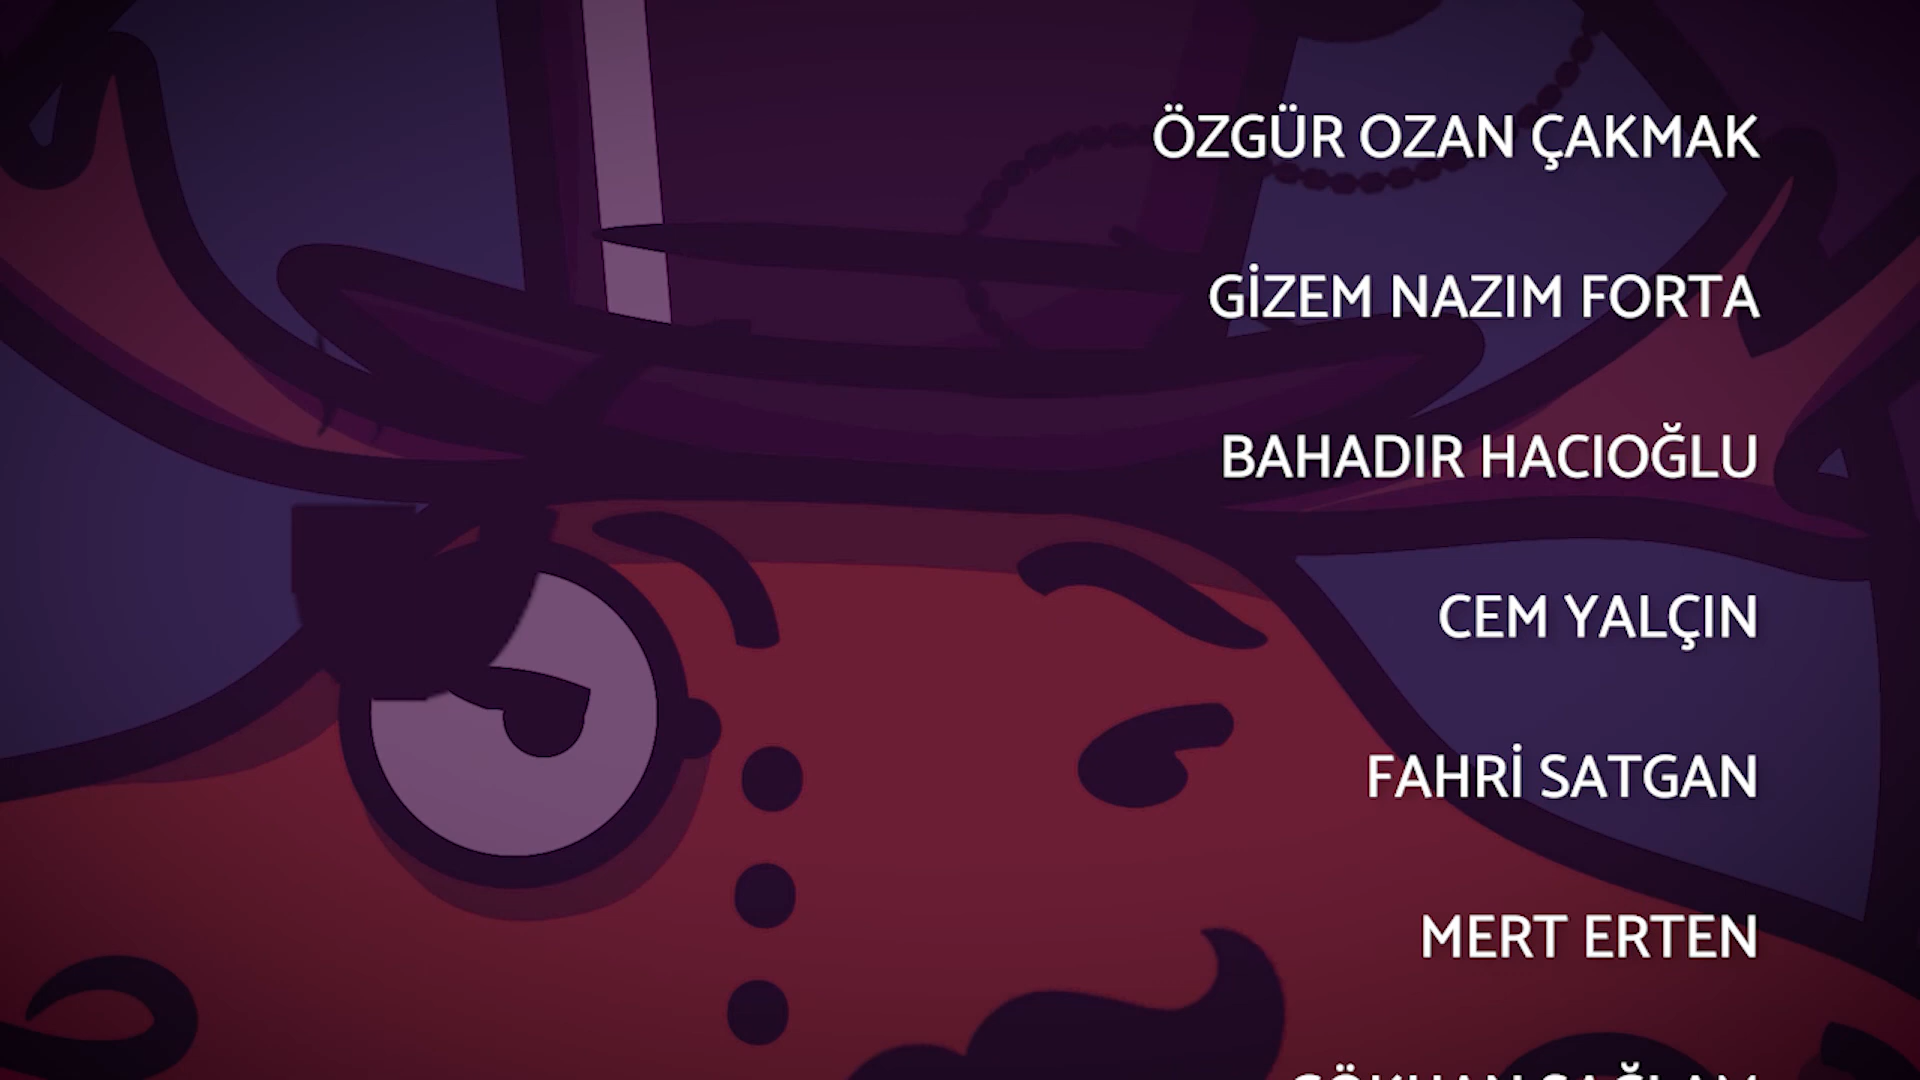 ÖZGÜR OZAN ÇAKMAK
GİZEM NAZIM FORTA
BAHADIR HACIOĞLU
CEM YALÇIN
FAHRİ SATGAN
MERT ERTEN